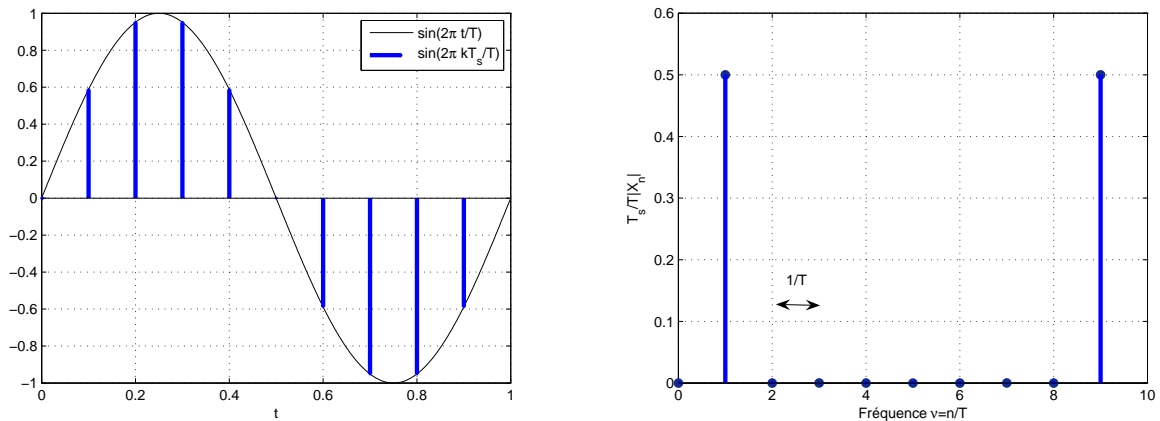 1
0.8
0.6
0.4
0.2
0
−0.2
−0.4
−0.6
−0.8
−1
0 0.2 0.4 0.6 0.8 1
t
sin(2π t/T)
sin(2π kT_s/T)
0.6
0.5
0.4
0.3
0.2
0.1
0
0 2 4 6 8 10
Fréquence ν=n/T
T_s/T|X_n|
1/T